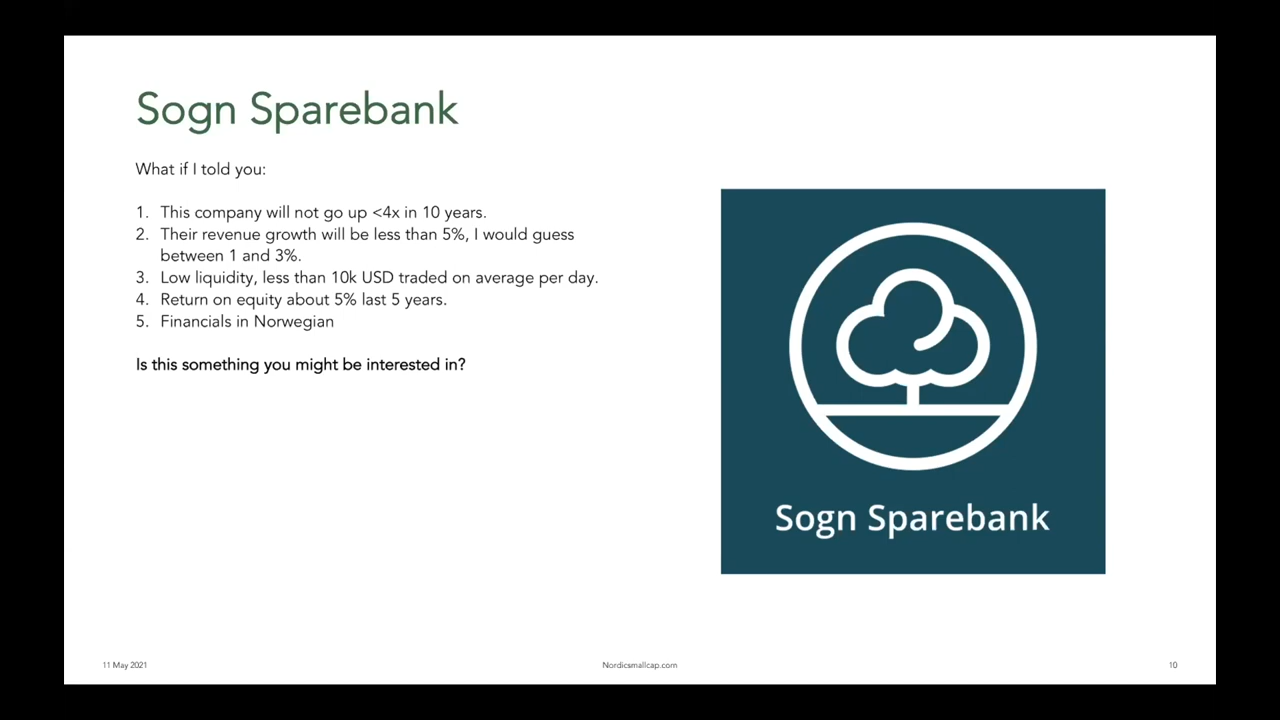 Sogn Sparebank
What if I told you:
1. This company will not go up <4x in 10 years.
2. Their revenue growth will be less than 5%, I would guess
between 1 and 3%.
3. Low liquidity, less than 10k USD traded on average per day.
4. Return on equity about 5% last 5 years.
5. Financials in Norwegian
Is this something you might be interested in?
Sogn Sparebank
11 May 2021
Nordicsmallcap.com
10